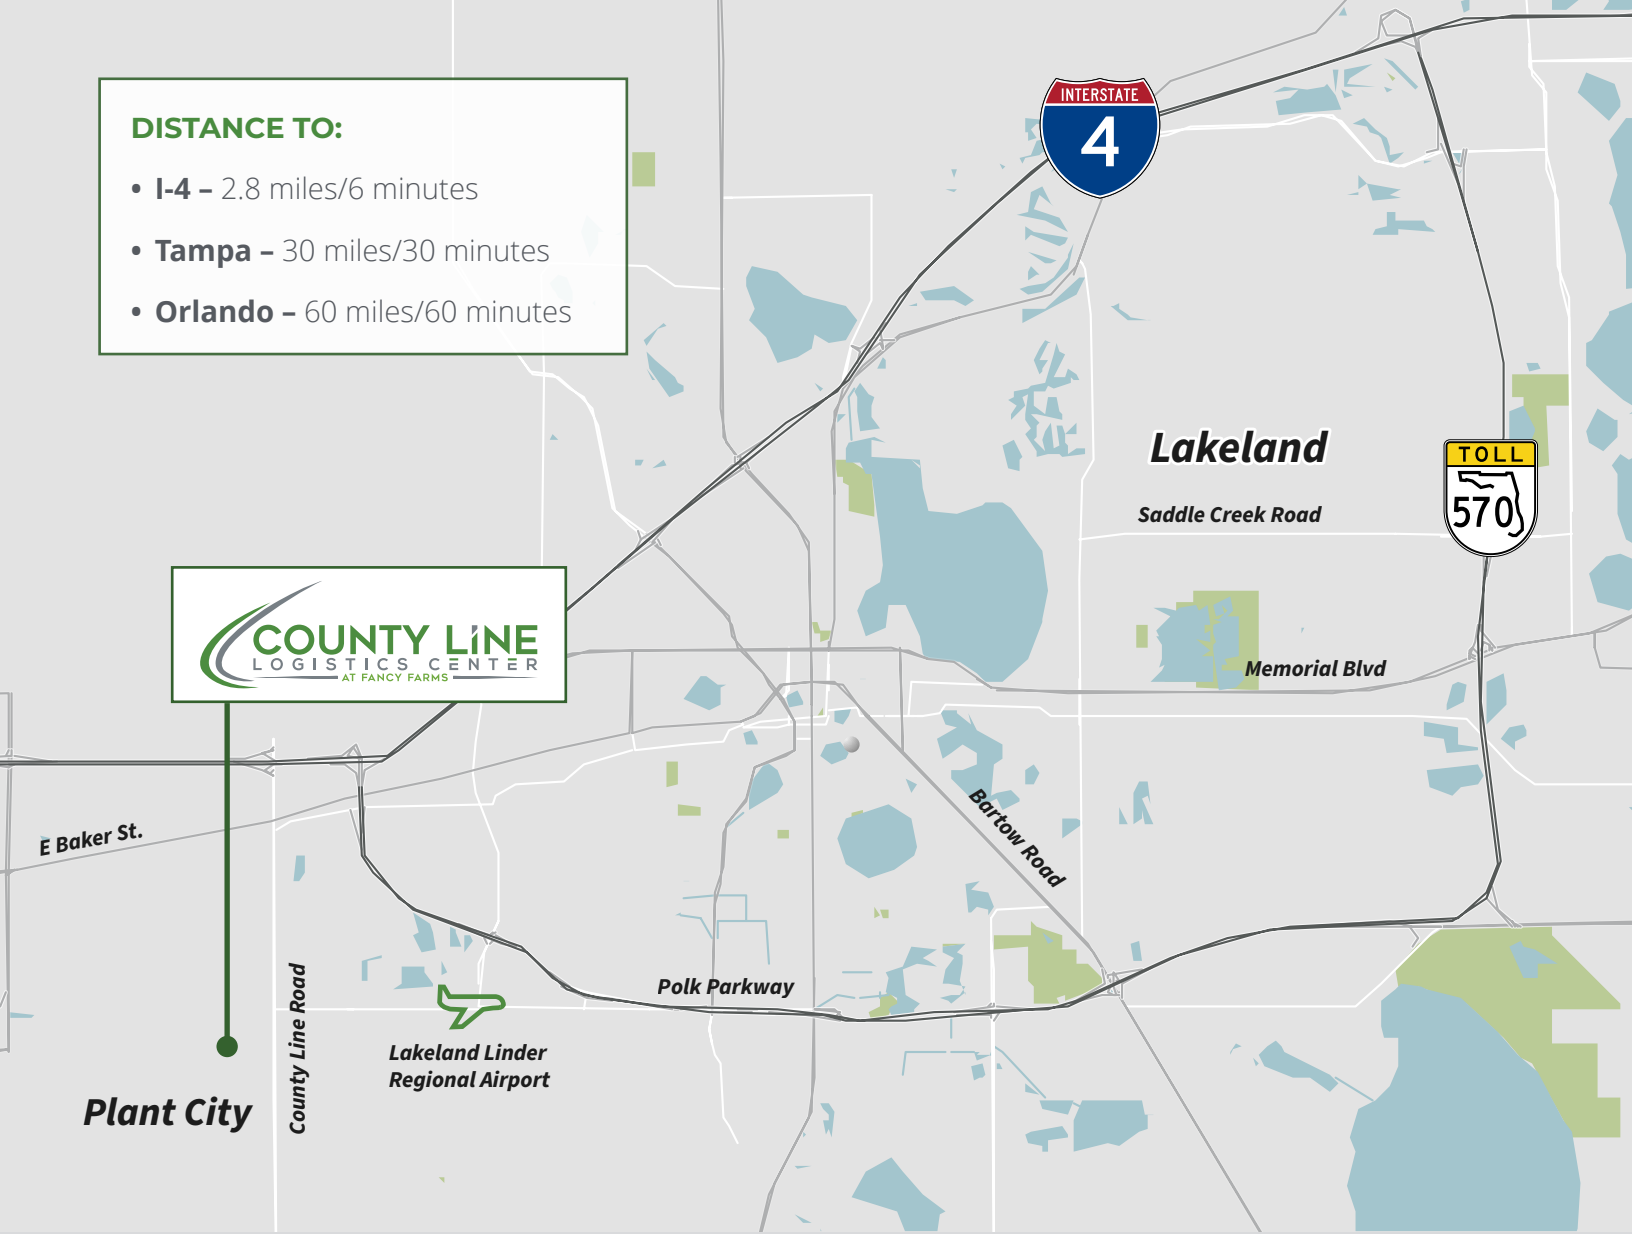 DISTANCE TO:
• I-4 – 2.8 miles/6 minutes
• Tampa – 30 miles/30 minutes
• Orlando – 60 miles/60 minutes
INTERSTATE
4
Lakeland
Saddle Creek Road
TOLL
570
COUNTY LINE
LOGISTICS CENTER
AT FANCY FARMS
Memorial Blvd
E Baker St.
Bartow Road
Polk Parkway
County Line Road
Lakeland Linder
Regional Airport
Plant City